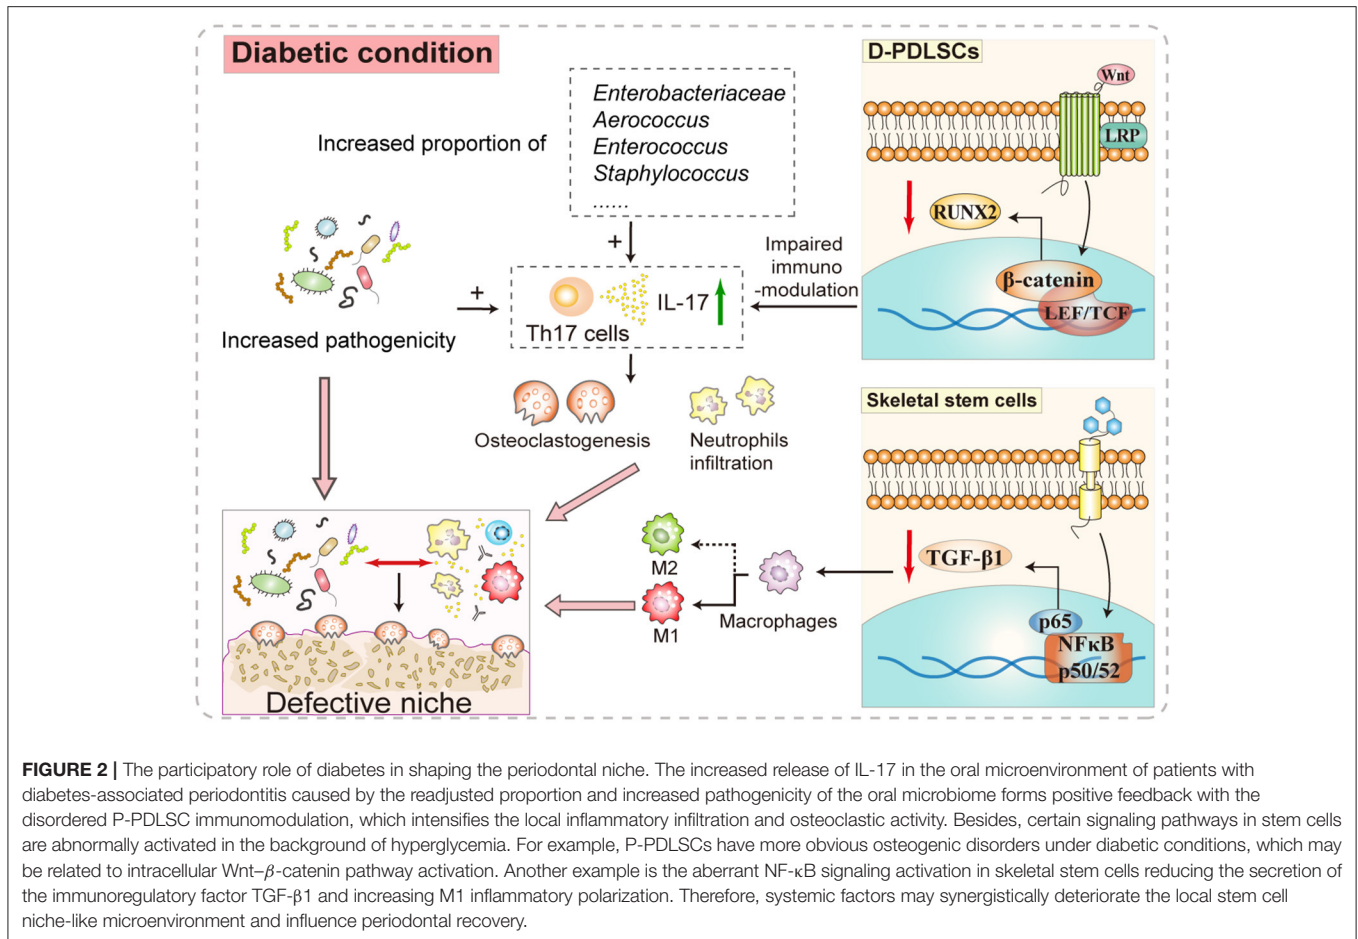 Diabetic condition
Increased proportion of
Enterobacteriaceae
Aerococcus
Enterococcus
Staphylococcus
......
+
Increased pathogenicity
+
Th17 cells
IL-17
Impaired
immuno
-modulation
D-PDLSCs
Wnt
LRP
RUNX2
β-catenin
LEF/TCF
Osteoclastogenesis
Neutrophils
infiltration
Skeletal stem cells
TGF-β1
p65
NFκB
p50/52
M2
M1
Macrophages
Defective niche
FIGURE 2 | The participatory role of diabetes in shaping the periodontal niche. The increased release of IL-17 in the oral microenvironment of patients with
diabetes-associated periodontitis caused by the readjusted proportion and increased pathogenicity of the oral microbiome forms positive feedback with the
disordered P-PDLSC immunomodulation, which intensifies the local inflammatory infiltration and osteoclastic activity. Besides, certain signaling pathways in stem cells
are abnormally activated in the background of hyperglycemia. For example, P-PDLSCs have more obvious osteogenic disorders under diabetic conditions, which may
be related to intracellular Wnt–β-catenin pathway activation. Another example is the aberrant NF-κB signaling activation in skeletal stem cells reducing the secretion of
the immunoregulatory factor TGF-β1 and increasing M1 inflammatory polarization. Therefore, systemic factors may synergistically deteriorate the local stem cell
niche-like microenvironment and influence periodontal recovery.